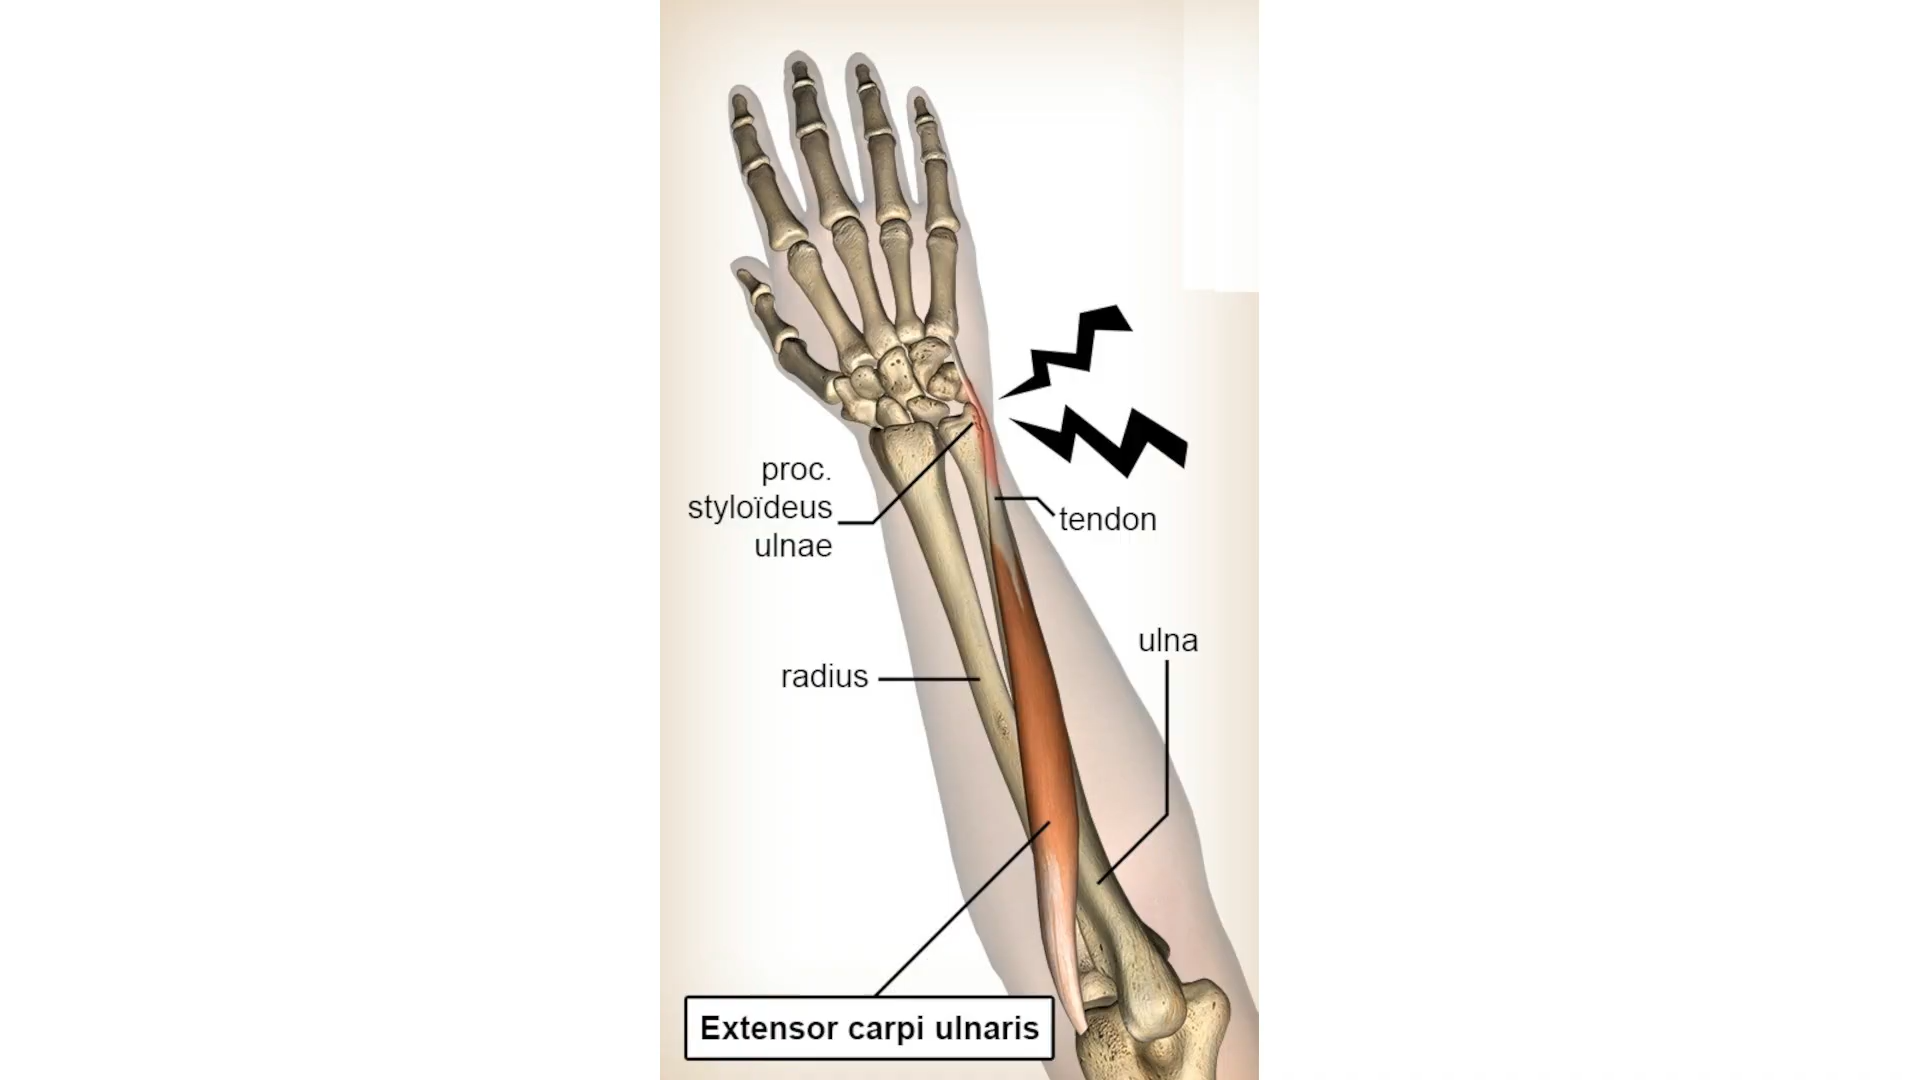 proc.
styloïdeus
ulnae
tendon
ulna
radius
Extensor carpi ulnaris